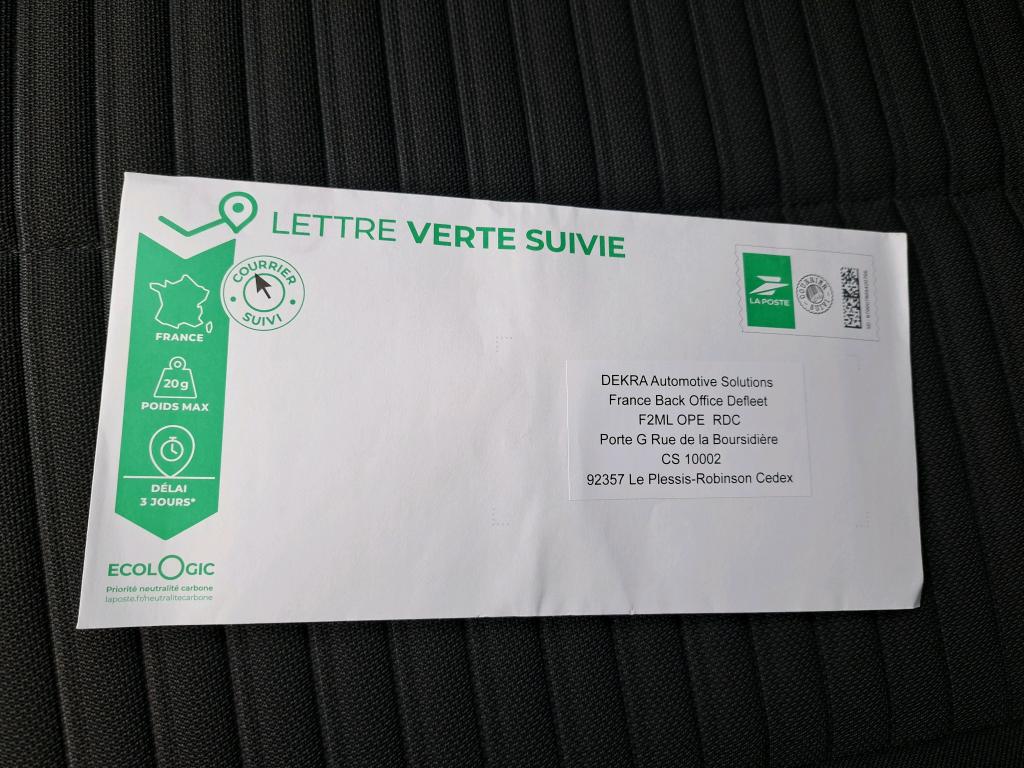 LETTRE VERTE SUIVIE
COURRIER
SUIVI
FRANCE
20g
POIDS MAX
DÉLAI
3 JOURS*
ECOLOGIC
Priorité neutralité carbone
laposte.fr/neutralitecarbone
LA POSTE
COURRIER
SUIVI
DEKRA Automotive Solutions
France Back Office Defleet
F2ML OPE RDC
Porte G Rue de la Boursidière
CS 10002
92357 Le Plessis-Robinson Cedex